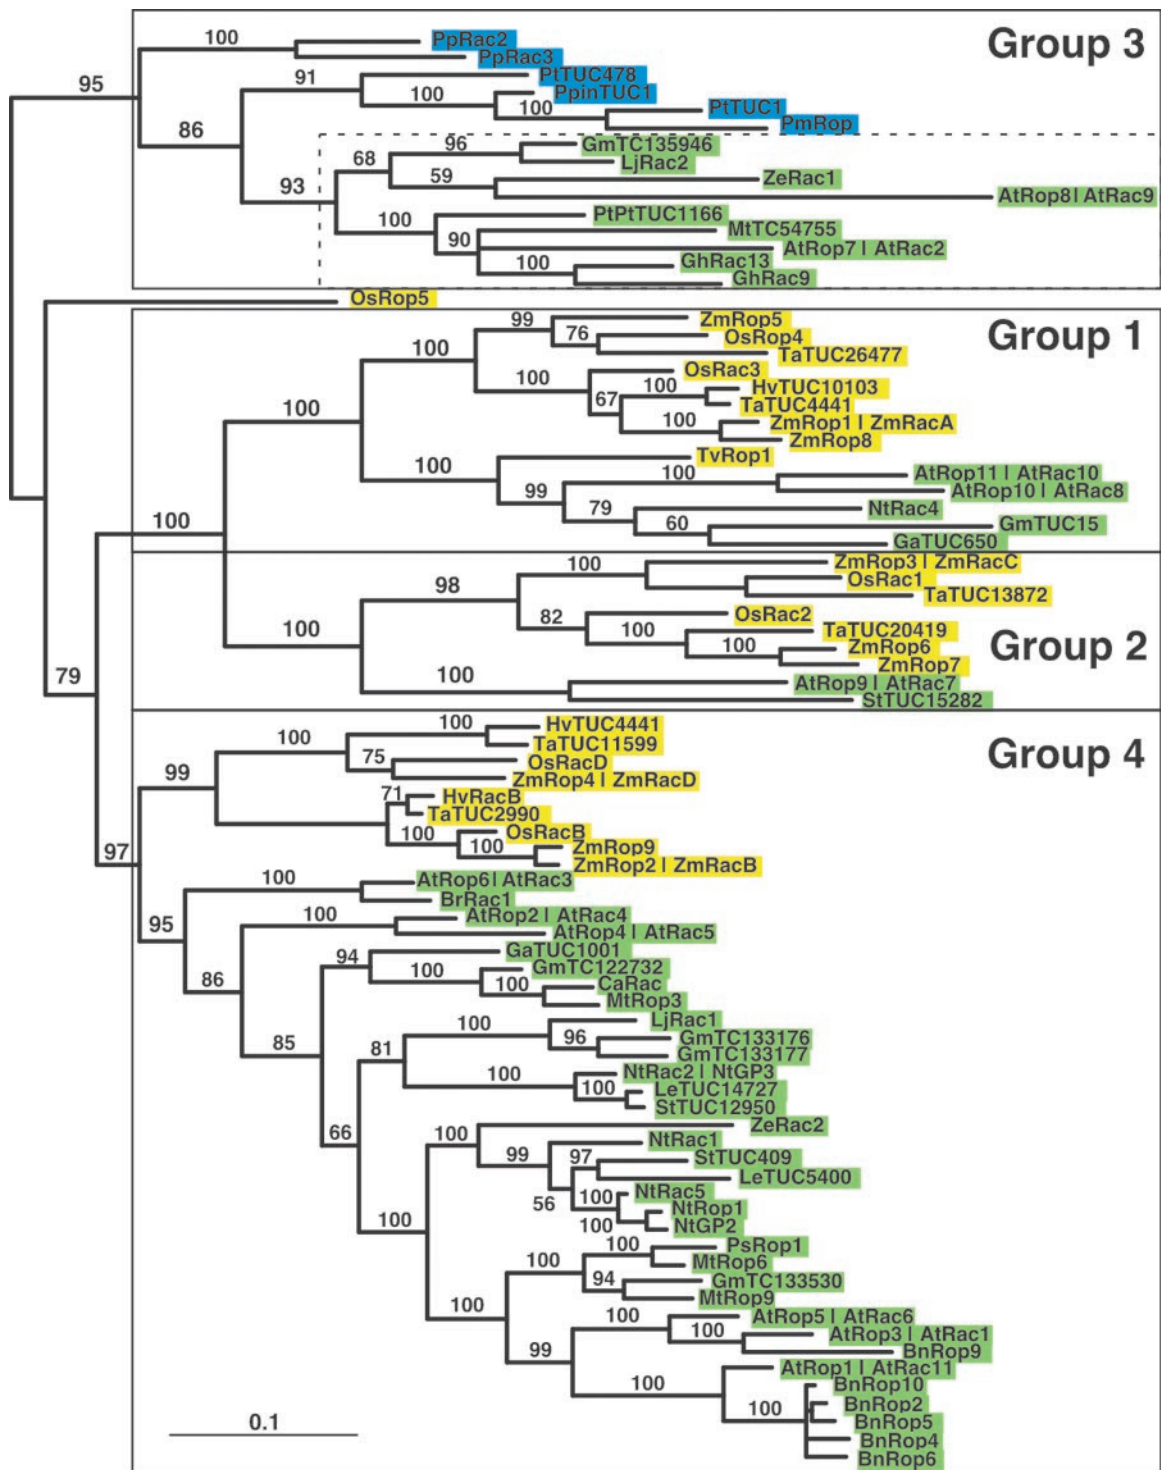 Group 3
100
PpRac2
PpRac3
95
91
PtTUC478
100
PpinTUC1
100
PtTUC1
PmRop
86
96
GmTC135946
68
LjRac2
93
59
ZeRac1
AtRop8| AtRac9
100
PtPtTUC1166
90
MtTC54755
AtRop7 | AtRac2
100
GhRac13
GhRac9
OsRop5
Group 1
99
ZmRop5
76
OsRop4
100
TaTUC26477
OsRac3
100
100
HvTUC10103
67
TaTUC4441
100
100
ZmRop1 | ZmRacA
ZmRop8
100
TvRop1
100
AtRop11 | AtRac10
99
AtRop10 | AtRac8
79
NtRac4
100
60
GmTUC15
GaTUC650
100
ZmRop3 | ZmRacC
98
OsRac1
TaTUC13872
82
OsRac2
100
100
TaTUC20419
Group 2
100
ZmRop6
ZmRop7
79
100
AtRop9 | AtRac7
StTUC15282
100
HvTUC4441
100
TaTUC11599
Group 4
75
OsRacD
99
ZmRop4 | ZmRacD
71
HvRacB
TaTUC2990
100
OsRacB
97
100
ZmRop9
ZmRop2 | ZmRacB
100
AtRop6| AtRac3
BrRac1
95
100
AtRop2 | AtRac4
AtRop4 | AtRac5
94
GaTUC1001
86
100
GmTC122732
100
CaRac
MtRop3
100
LjRac1
85
81
96
GmTC133176
GmTC133177
100
NtRac2 | NtGP3
100
LeTUC14727
StTUC12950
66
100
ZeRac2
99
NtRac1
97
StTUC409
LeTUC5400
56
100
NtRac5
NtRop1
100
NtGP2
100
100
PsRop1
100
MtRop6
94
GmTC133530
MtRop9
100
100
AtRop5 | AtRac6
100
AtRop3 | AtRac1
99
BnRop9
100
AtRop1 | AtRac11
BnRop10
100
BnRop2
BnRop5
0.1
BnRop4
BnRop6